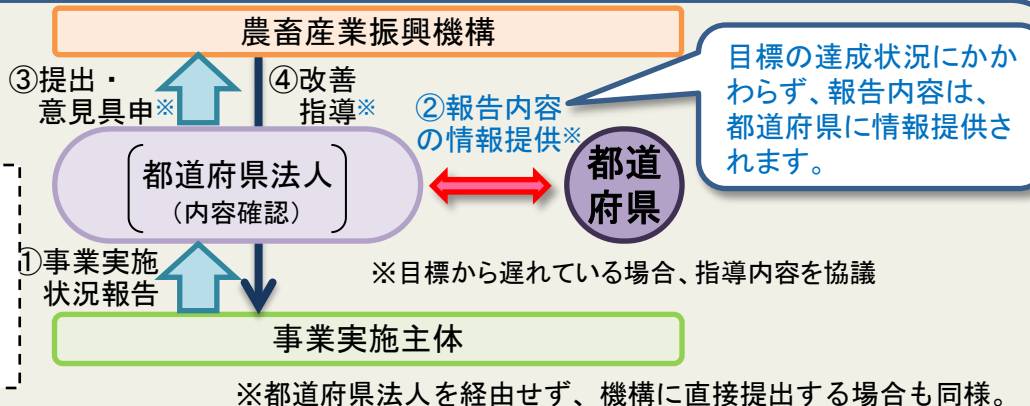 農畜産業振興機構
③提出・
意見具申※
④改善
指導※
②報告内容
の情報提供※
目標の達成状況にかか
わらず、報告内容は、
都道府県に情報提供さ
れます。
都道府県法人
（内容確認）
都道
府県
①事業実施
状況報告
※目標から遅れている場合、指導内容を協議
事業実施主体
※都道府県法人を経由せず、機構に直接提出する場合も同様。